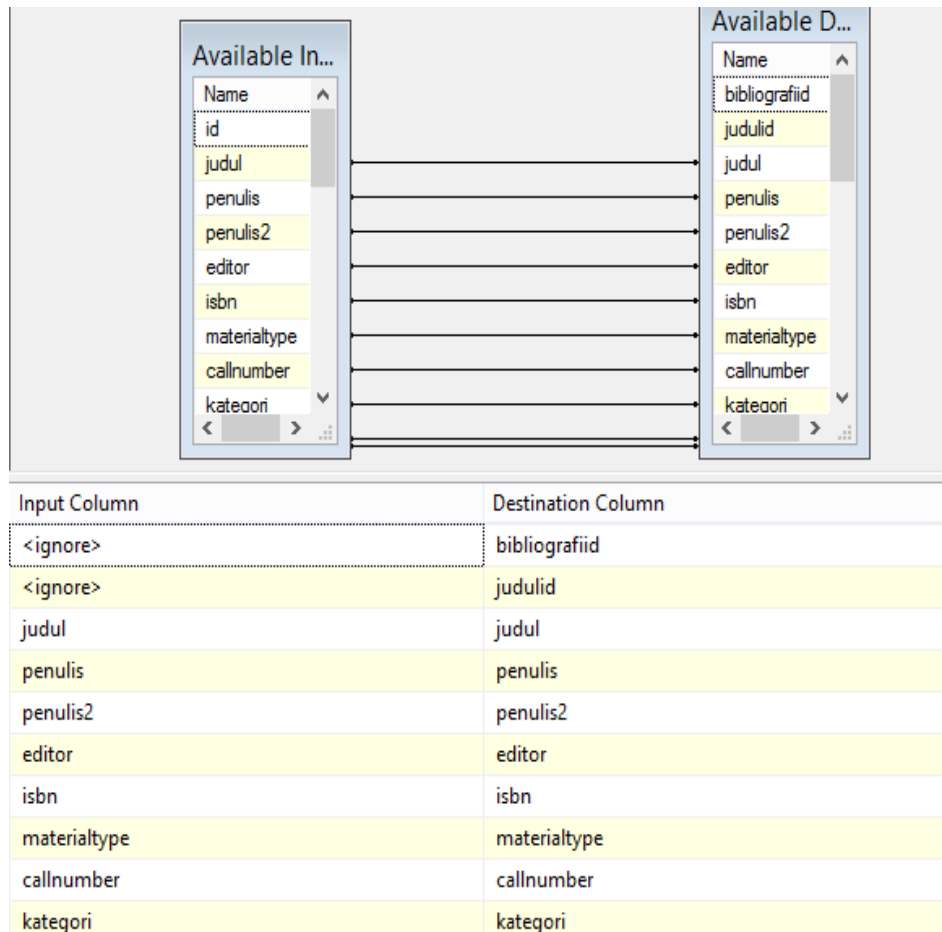 Available In...
Name
id
judul
penulis
penulis2
editor
isbn
materialtype
callnumber
kategori
Available D...
Name
bibliografiid
judulid
judul
penulis
penulis2
editor
isbn
materialtype
callnumber
kategori
Input Column Destination Column
<ignore> bibliografiid
<ignore> judulid
judul judul
penulis penulis
penulis2 penulis2
editor editor
isbn isbn
materialtype materialtype
callnumber callnumber
kategori kategori